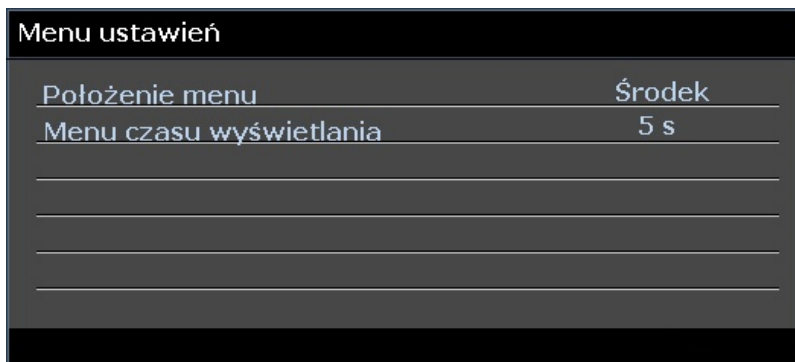 Menu ustawień
Położenie menu Środek
Menu czasu wyświetlania 5 s